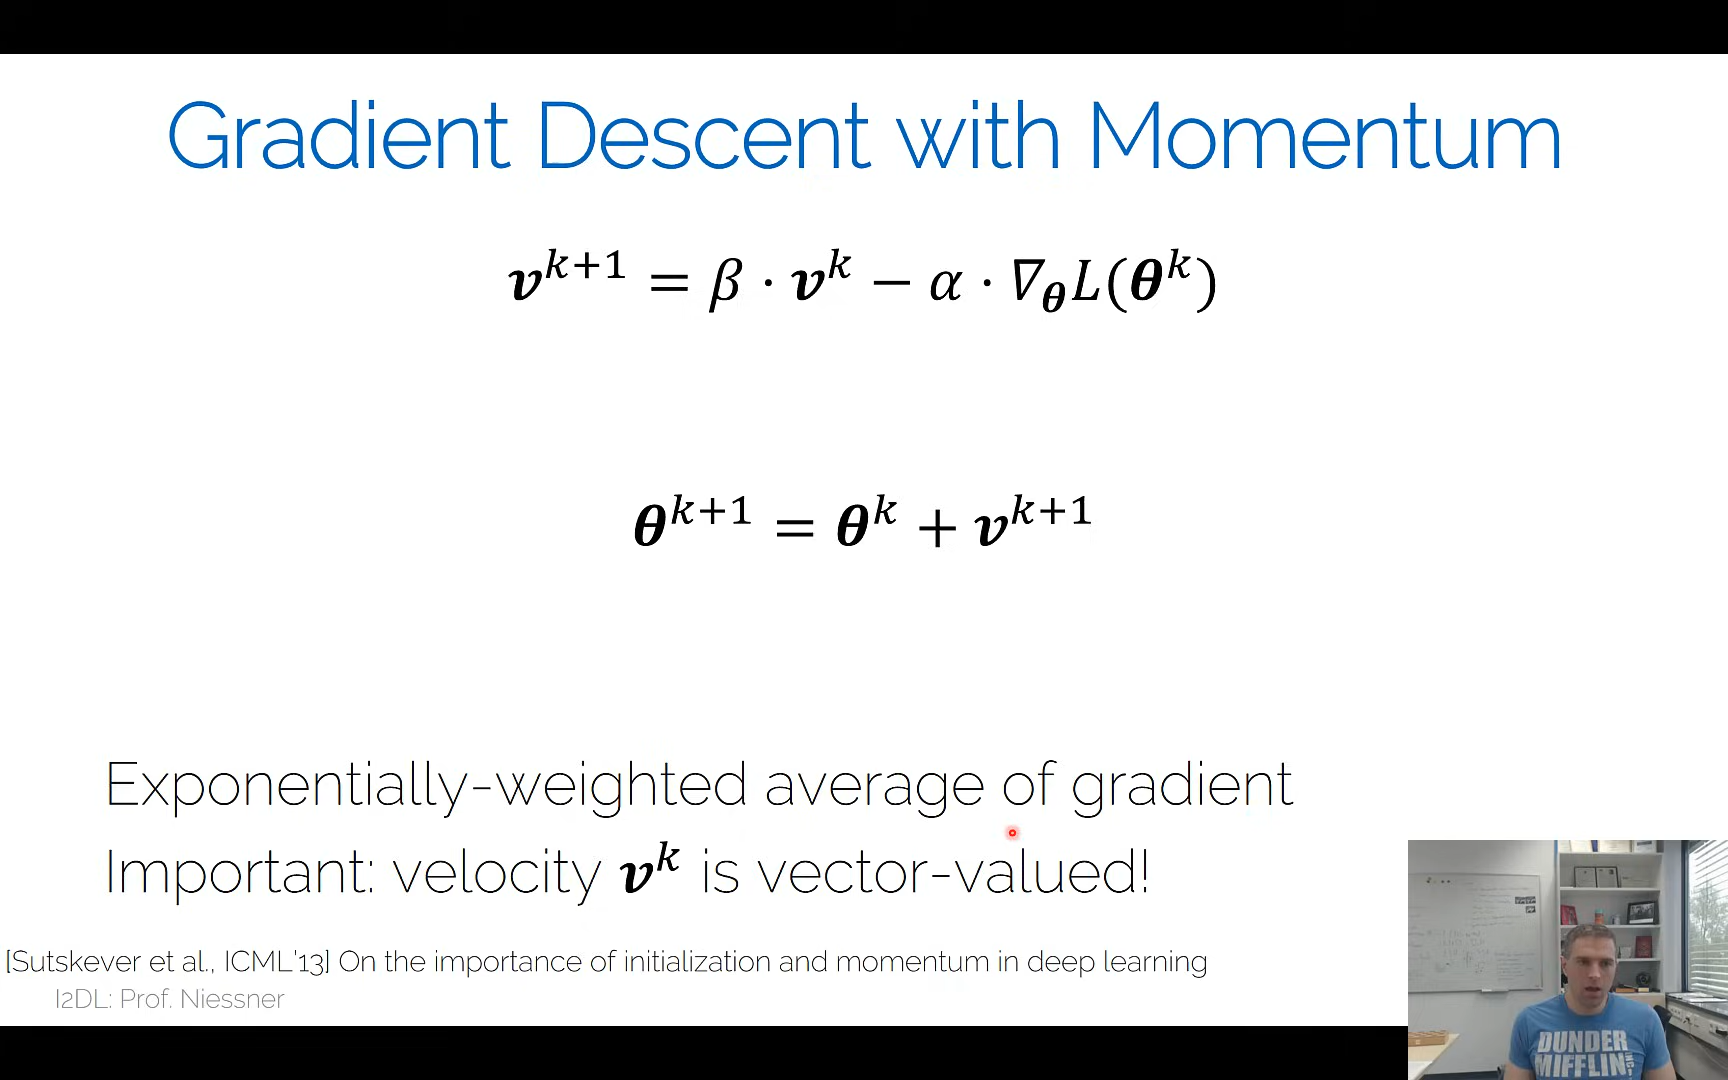 Gradient Descent with Momentum
𝒗^{k+1} = β · 𝒗^k − α · ∇_𝜽 L(𝜽^k)
𝜽^{k+1} = 𝜽^k + 𝒗^{k+1}
Exponentially-weighted average of gradient
Important: velocity 𝒗^k is vector-valued!
[Sutskever et al., ICML'13] On the importance of initialization and momentum in deep learning
I2DL: Prof. Niessner
DUNDER
MIFFLIN